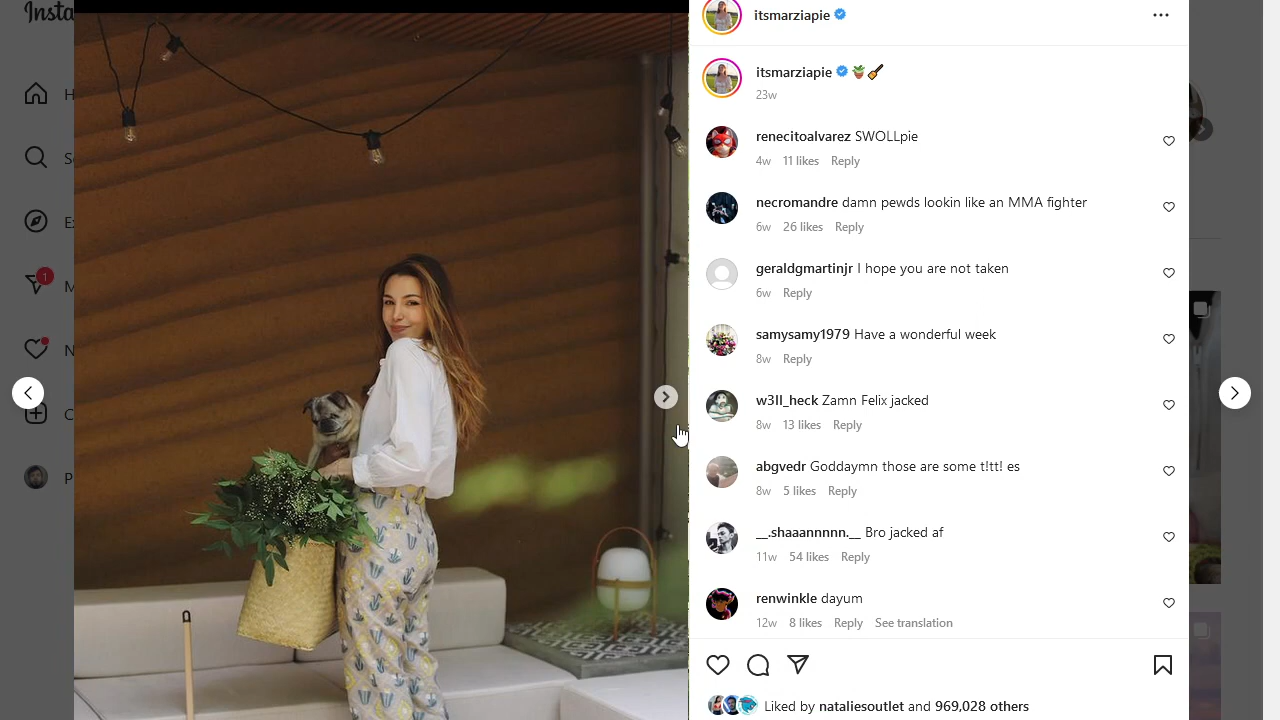 Insta
H
Se
Ex
1
M
N
C
P
itsmarziapie
itsmarziapie
23w
renecitoalvarez SWOLLpie
4w 11 likes Reply
necromandre damn pewds lookin like an MMA fighter
6w 26 likes Reply
geraldgmartinjr I hope you are not taken
6w Reply
samysamy1979 Have a wonderful week
8w Reply
w3ll_heck Zamn Felix jacked
8w 13 likes Reply
abgvedr Goddaymn those are some t!tt! es
8w 5 likes Reply
__.shaaannnnn.__ Bro jacked af
11w 54 likes Reply
renwinkle dayum
12w 8 likes Reply See translation
Liked by nataliesoutlet and 969,028 others